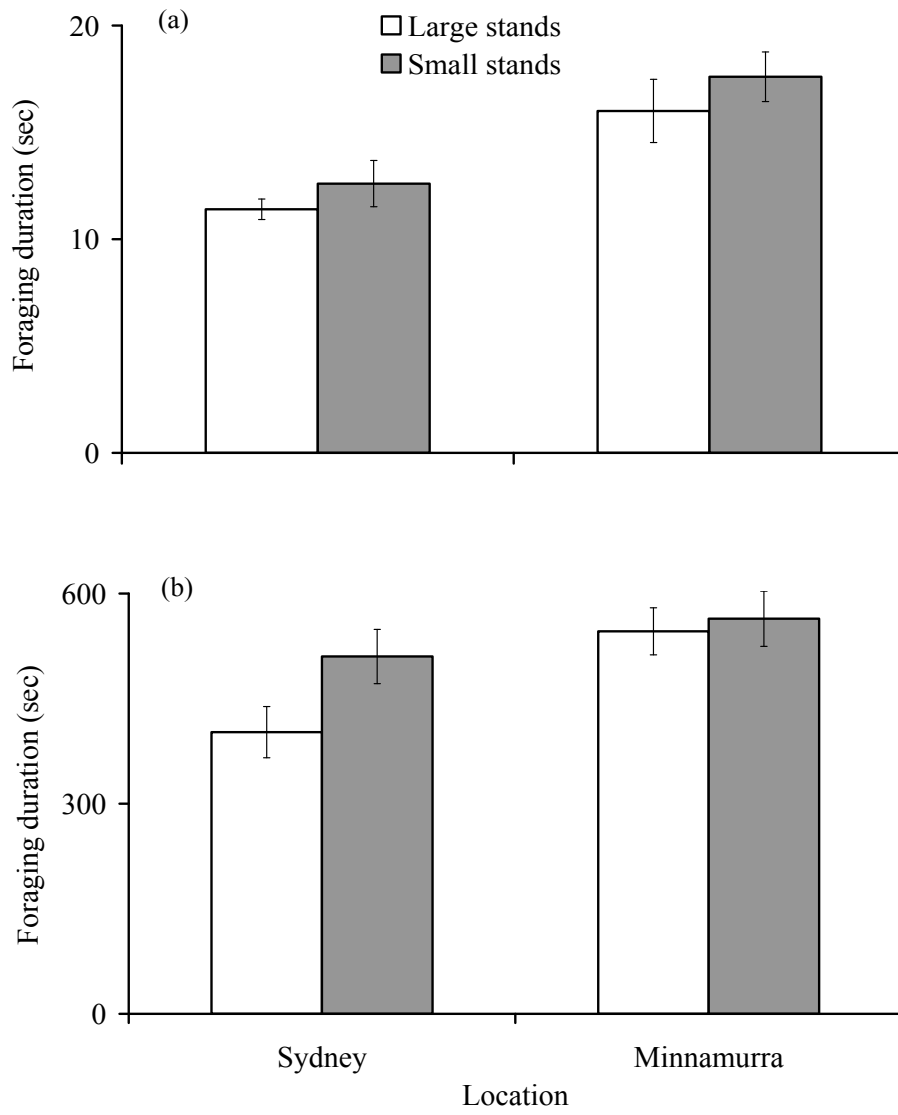 (a)
Large stands
Small stands
Foraging duration (sec)
20
10
0
(b)
Foraging duration (sec)
600
300
0
Sydney Minnamurra
Location